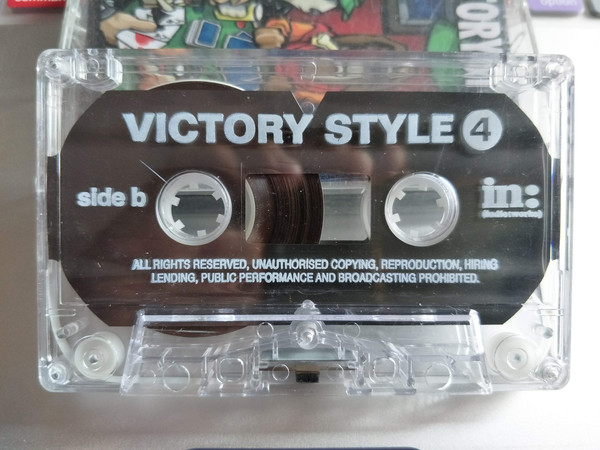 VICTORY STYLE 4
side b
in:
ALL RIGHTS RESERVED, UNAUTHORISED COPYING, REPRODUCTION, HIRING
LENDING, PUBLIC PERFORMANCE AND BROADCASTING PROHIBITED.